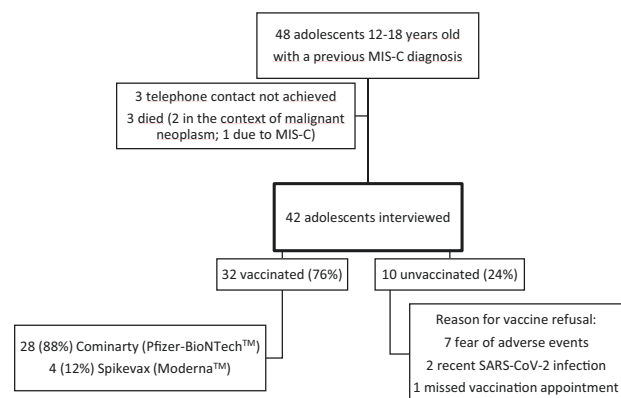 48 adolescents 12-18 years old
with a previous MIS-C diagnosis
3 telephone contact not achieved
3 died (2 in the context of malignant
neoplasm; 1 due to MIS-C)
42 adolescents interviewed
32 vaccinated (76%)
10 unvaccinated (24%)
28 (88%) Cominarty (Pfizer-BioNTech™)
4 (12%) Spikevax (Moderna™)
Reason for vaccine refusal:
7 fear of adverse events
2 recent SARS-CoV-2 infection
1 missed vaccination appointment